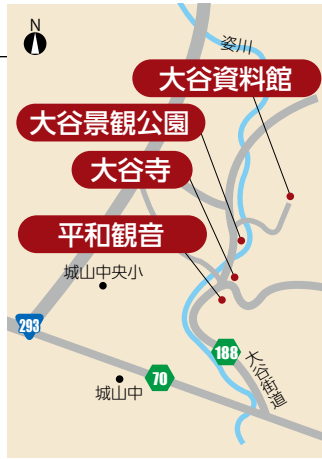 N
姿川
大谷資料館
大谷景観公園
大谷寺
平和観音
城山中央小
293
188
大谷街道
70
城山中